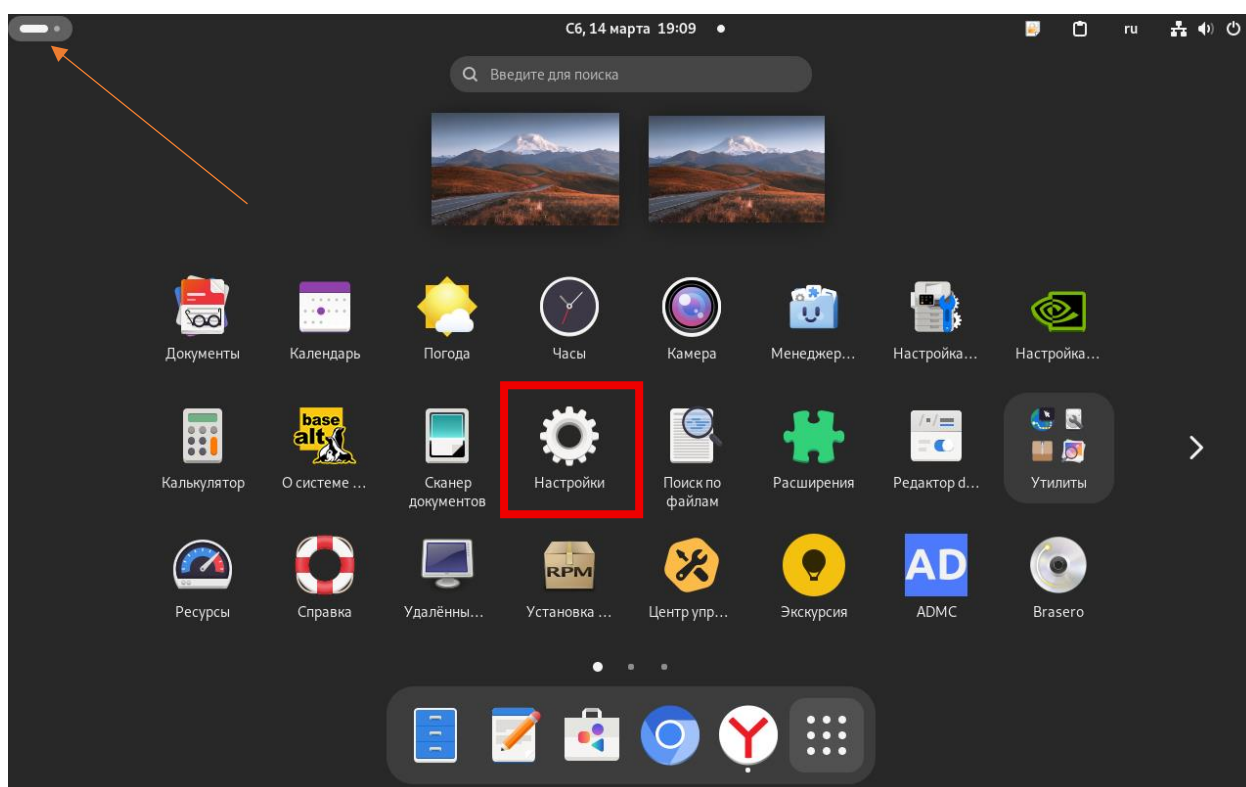 Сб, 14 марта 19:09
ru
Введите для поиска
Документы
Календарь
Погода
Часы
Камера
Менеджер...
Настройка...
Настройка...
base
alt
/*/
Калькулятор
О системе ...
Сканер
документов
Настройки
Поиск по
файлам
Расширения
Редактор d...
Утилиты
RPM
AD
Ресурсы
Справка
Удалённы...
Установка ...
Центр упр...
Экскурсия
ADMC
Brasero